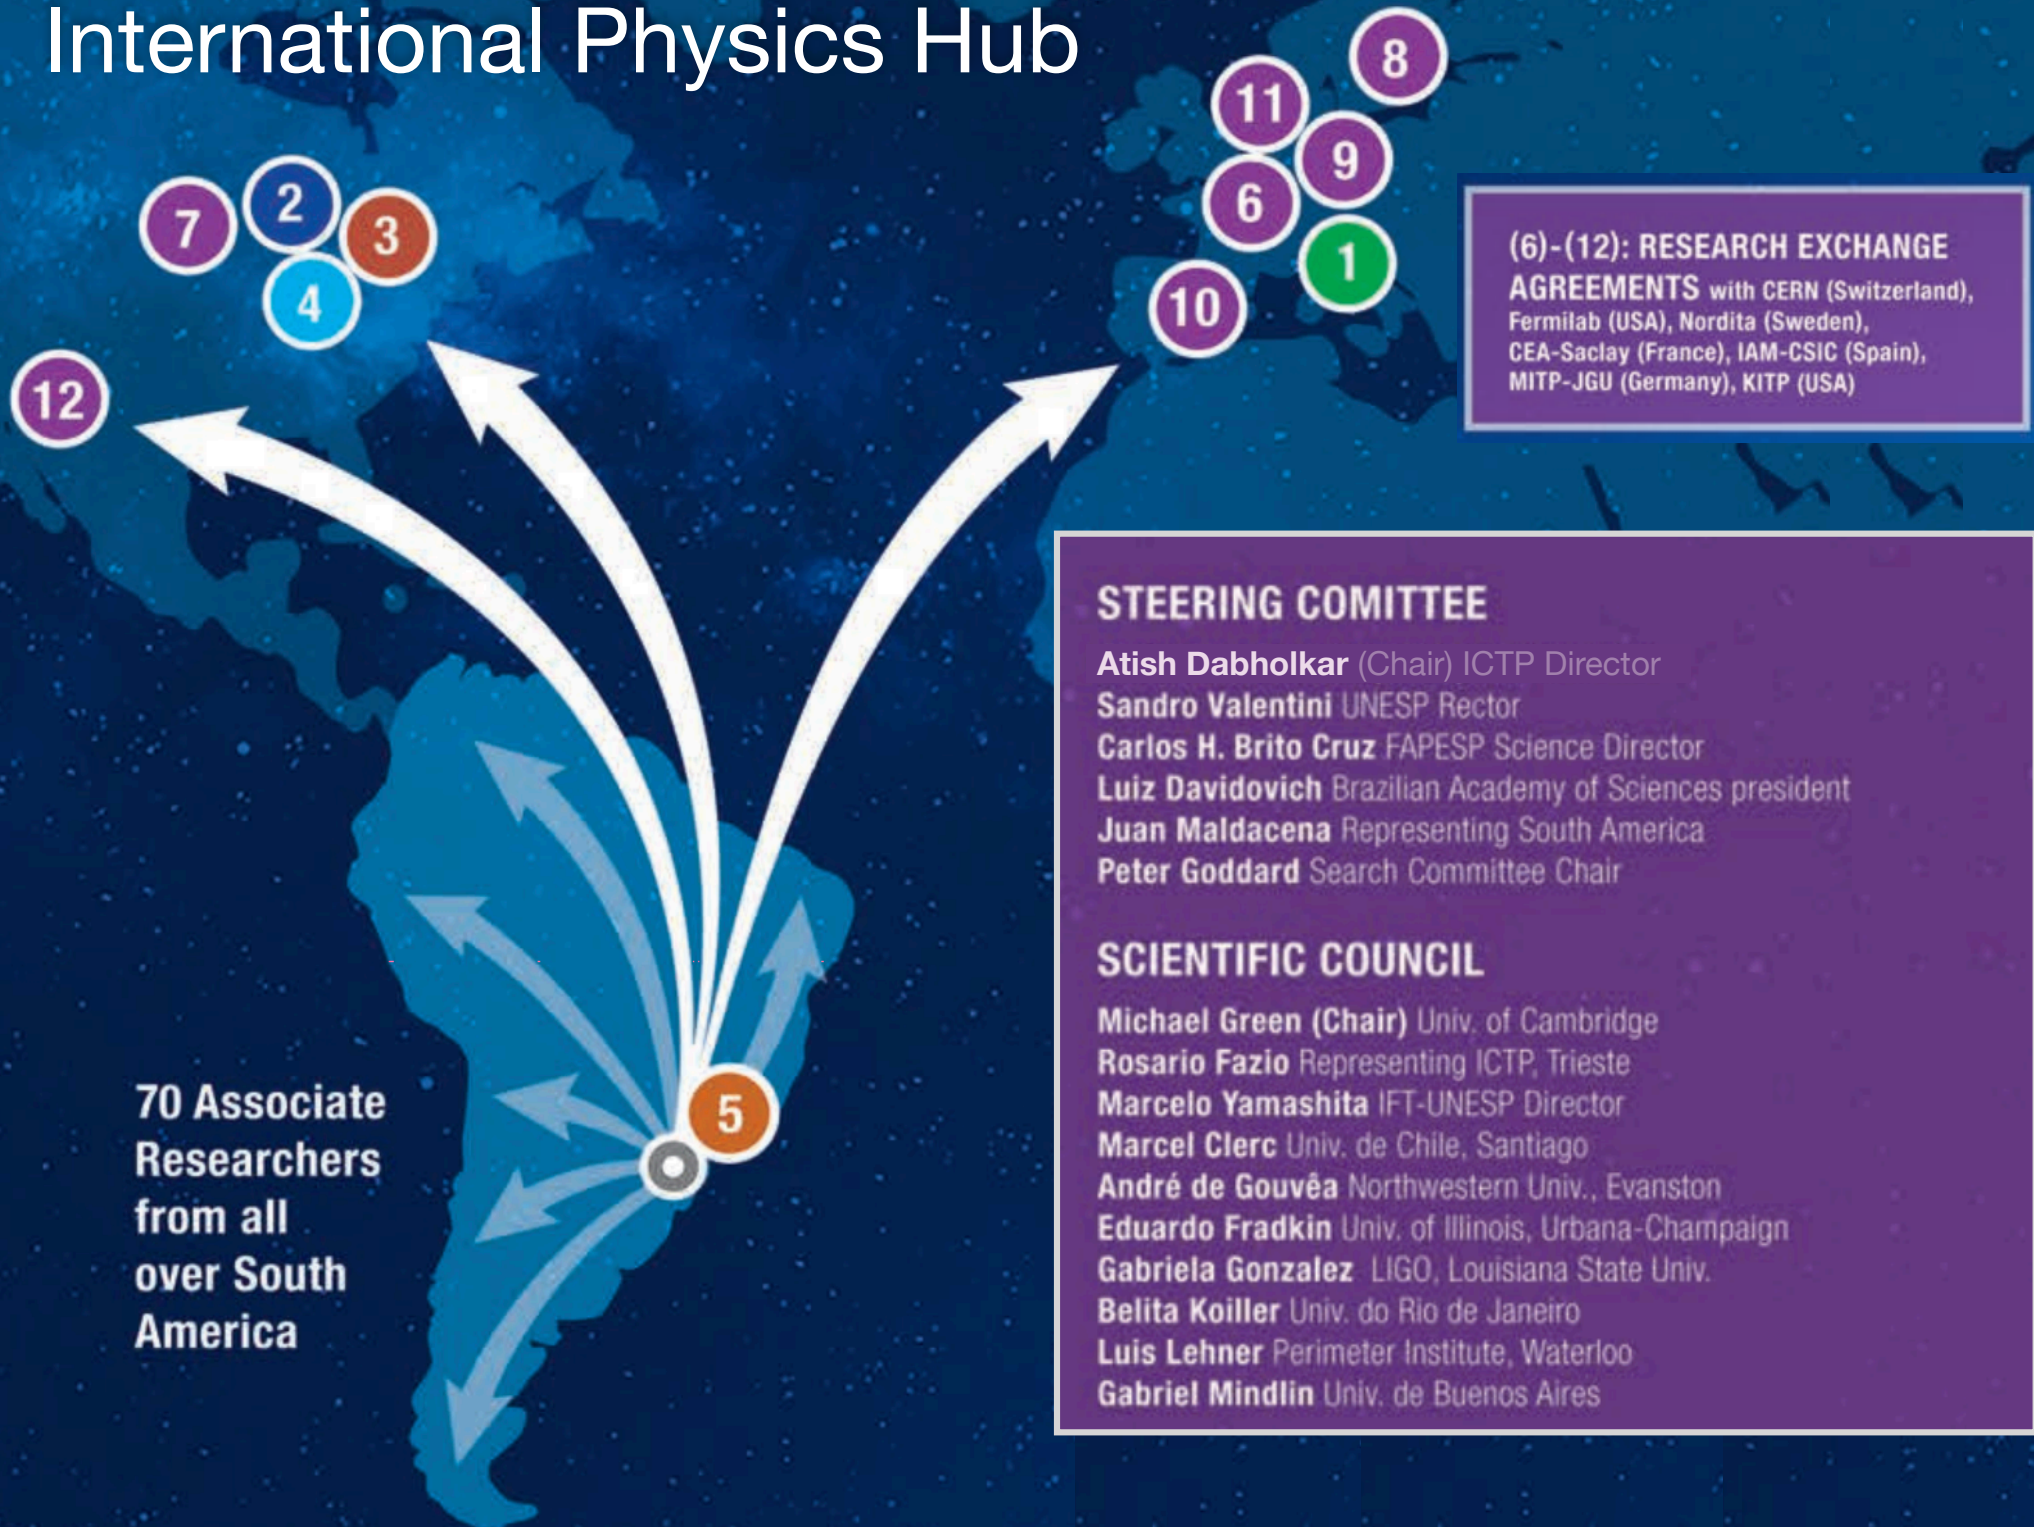 International Physics Hub
8
11
9
6
1
10
7
2
3
4
12
(6)-(12): RESEARCH EXCHANGE
AGREEMENTS with CERN (Switzerland),
Fermilab (USA), Nordita (Sweden),
CEA-Saclay (France), IAM-CSIC (Spain),
MITP-JGU (Germany), KITP (USA)
STEERING COMITTEE
Atish Dabholkar (Chair) ICTP Director
Sandro Valentini UNESP Rector
Carlos H. Brito Cruz FAPESP Science Director
Luiz Davidovich Brazilian Academy of Sciences president
Juan Maldacena Representing South America
Peter Goddard Search Committee Chair
SCIENTIFIC COUNCIL
Michael Green (Chair) Univ. of Cambridge
Rosario Fazio Representing ICTP, Trieste
Marcelo Yamashita IFT-UNESP Director
Marcel Clerc Univ. de Chile, Santiago
André de Gouvêa Northwestern Univ., Evanston
Eduardo Fradkin Univ. of Illinois, Urbana-Champaign
Gabriela Gonzalez LIGO, Louisiana State Univ.
Belita Koiller Univ. do Rio de Janeiro
Luis Lehner Perimeter Institute, Waterloo
Gabriel Mindlin Univ. de Buenos Aires
5
70 Associate
Researchers
from all
over South
America